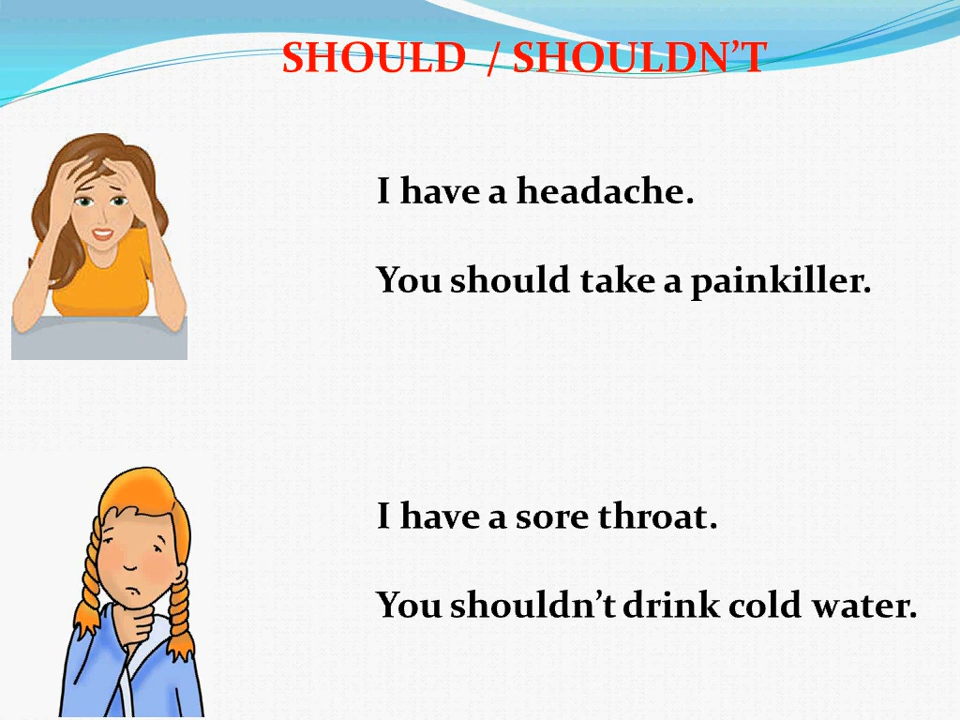 SHOULD / SHOULDN’T
I have a headache.
You should take a painkiller.
I have a sore throat.
You shouldn’t drink cold water.